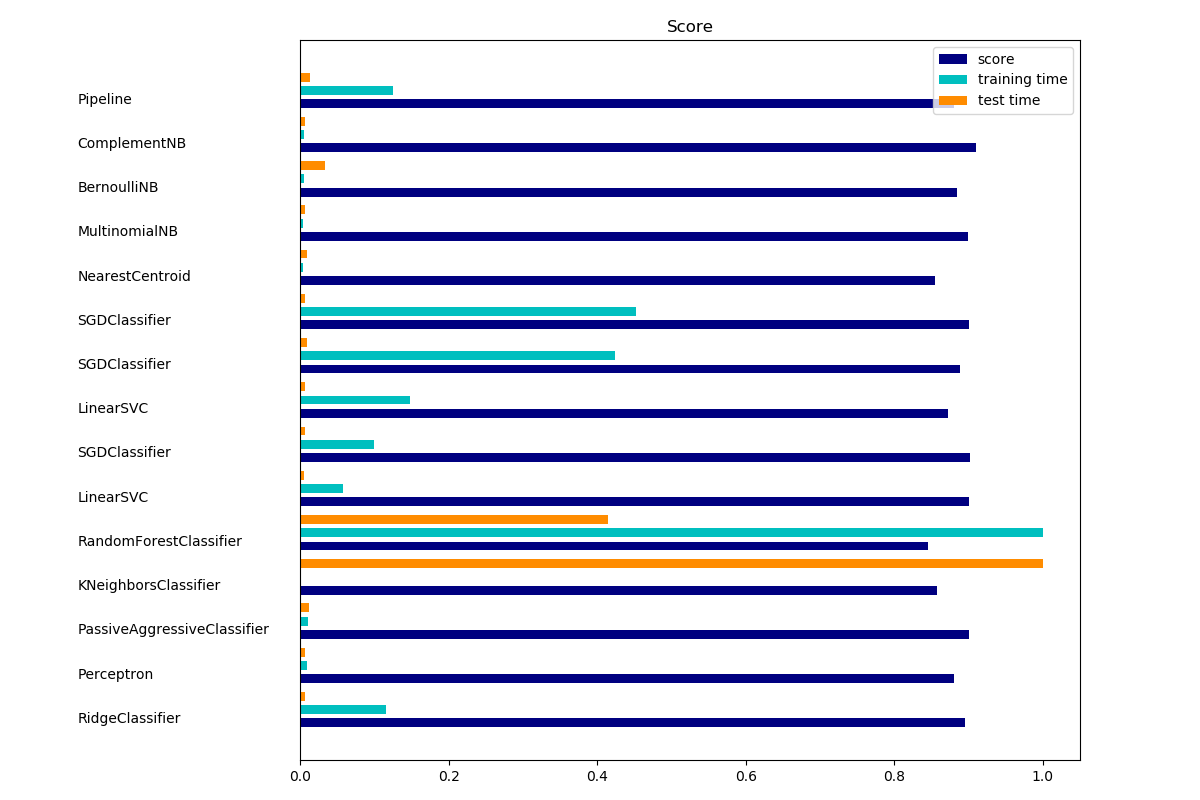 Score
score
training time
test time
Pipeline
ComplementNB
BernoulliNB
MultinomialNB
NearestCentroid
SGDClassifier
SGDClassifier
LinearSVC
SGDClassifier
LinearSVC
RandomForestClassifier
KNeighborsClassifier
PassiveAggressiveClassifier
Perceptron
RidgeClassifier
0.0 0.2 0.4 0.6 0.8 1.0